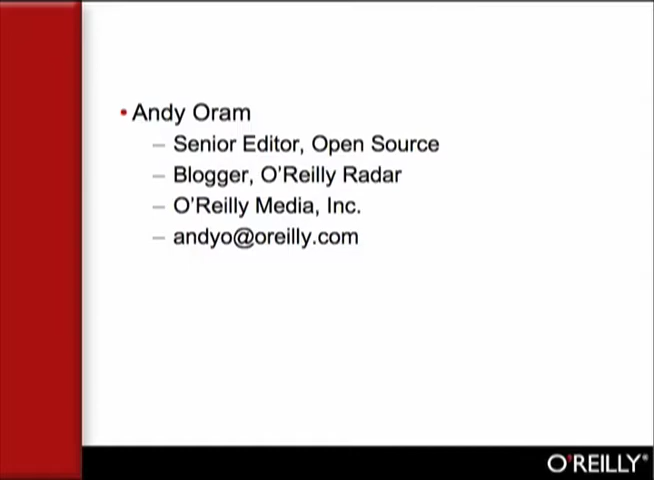 • Andy Oram
– Senior Editor, Open Source
– Blogger, O'Reilly Radar
– O'Reilly Media, Inc.
– andyo@oreilly.com
O'REILLY®